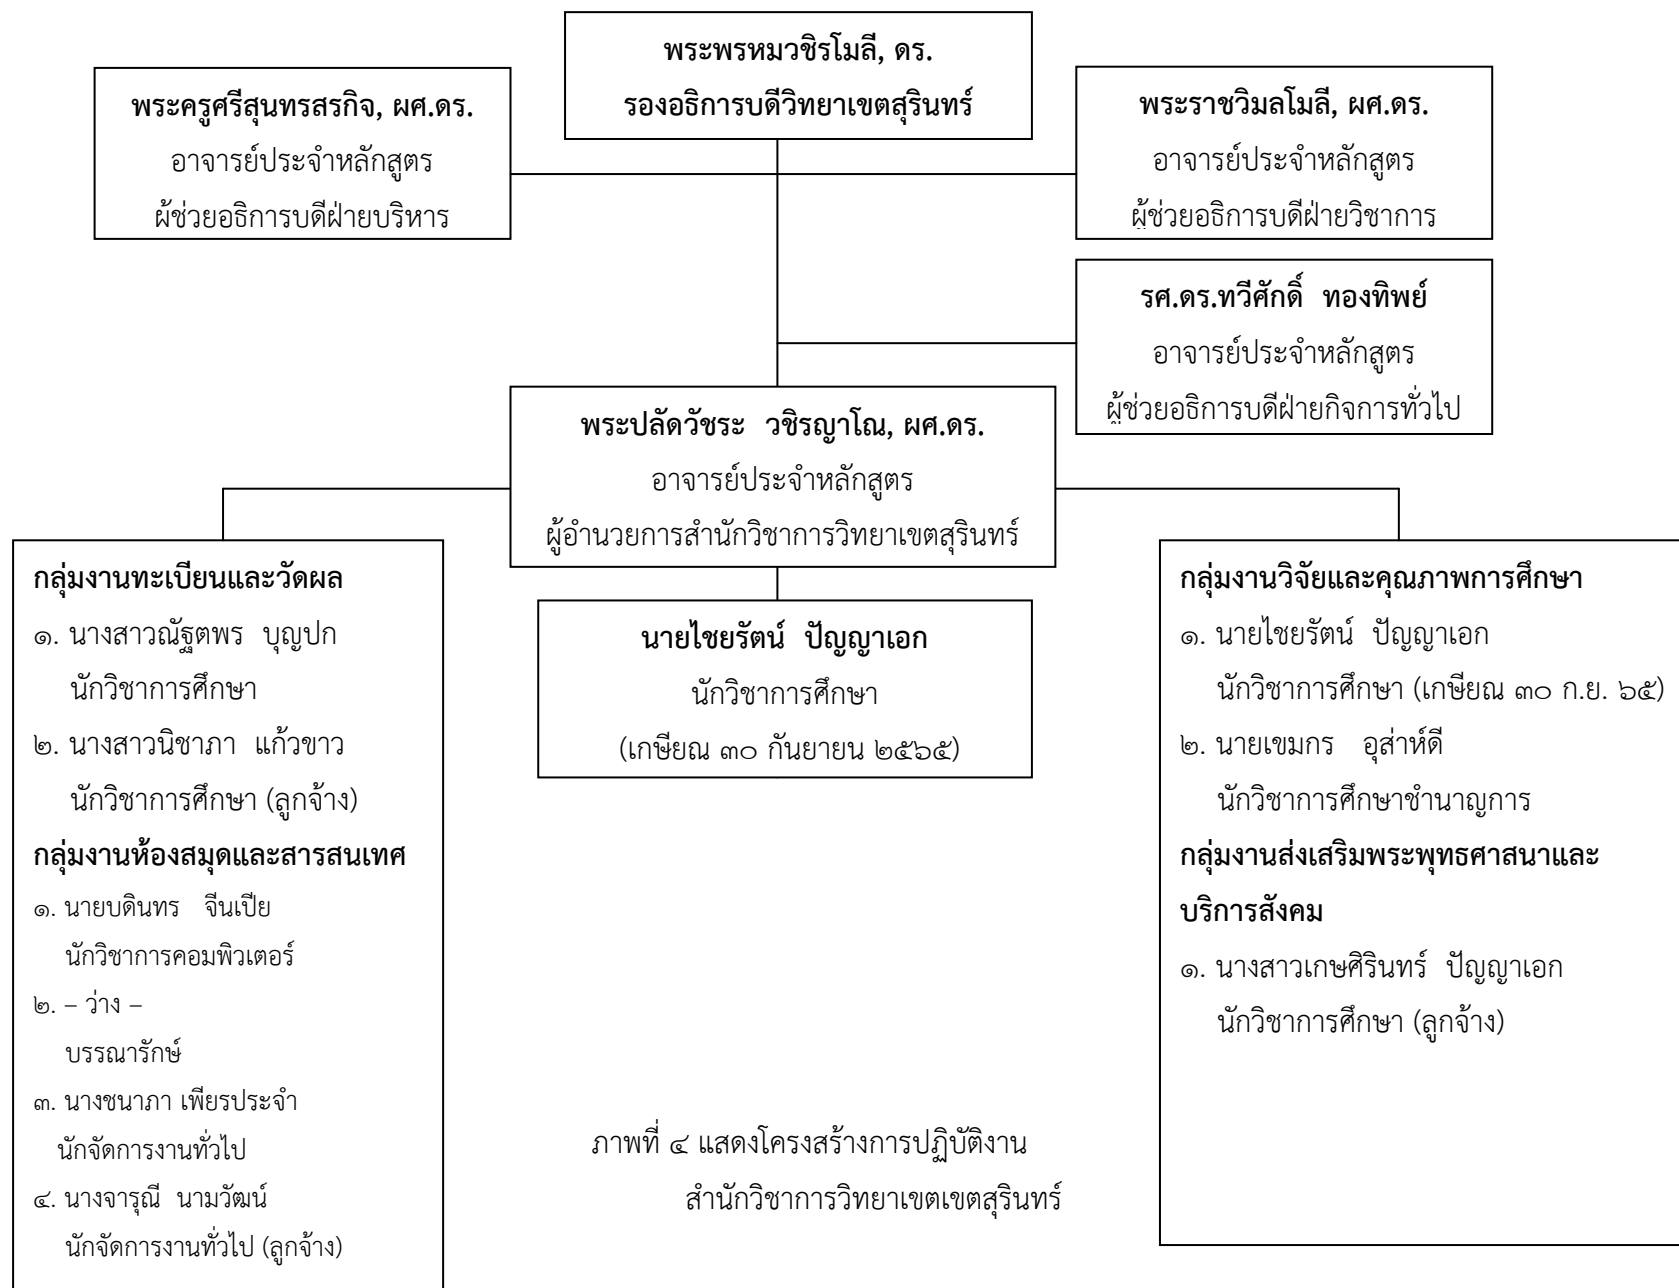 พระพรหมวชิรโมลี, ดร.
รองอธิการบดีวิทยาเขตสุรินทร์
พระครูศรีสุนทรสรกิจ, ผศ.ดร.
อาจารย์ประจำหลักสูตร
ผู้ช่วยอธิการบดีฝ่ายบริหาร
พระราชวิมลโมลี, ผศ.ดร.
อาจารย์ประจำหลักสูตร
ผู้ช่วยอธิการบดีฝ่ายวิชาการ
รศ.ดร.ทวีศักดิ์ ทองทิพย์
อาจารย์ประจำหลักสูตร
ผู้ช่วยอธิการบดีฝ่ายกิจการทั่วไป
พระปลัดวัชระ วชิรญาโณ, ผศ.ดร.
อาจารย์ประจำหลักสูตร
ผู้อำนวยการสำนักวิชาการวิทยาเขตสุรินทร์
นายไชยรัตน์ ปัญญาเอก
นักวิชาการศึกษา
(เกษียณ ๓๐ กันยายน ๒๕๖๕)
กลุ่มงานทะเบียนและวัดผล
๑. นางสาวณัฐตพร บุญปก
นักวิชาการศึกษา
๒. นางสาวนิชาภา แก้วขาว
นักวิชาการศึกษา (ลูกจ้าง)
กลุ่มงานห้องสมุดและสารสนเทศ
๑. นายบดินทร จีนเปีย
นักวิชาการคอมพิวเตอร์
๒. – ว่าง –
บรรณารักษ์
๓. นางชนาภา เพียรประจำ
นักจัดการงานทั่วไป
๔. นางจารุณี นามวัฒน์
นักจัดการงานทั่วไป (ลูกจ้าง)
กลุ่มงานวิจัยและคุณภาพการศึกษา
๑. นายไชยรัตน์ ปัญญาเอก
นักวิชาการศึกษา (เกษียณ ๓๐ ก.ย. ๖๕)
๒. นายเขมกร อุส่าห์ดี
นักวิชาการศึกษาชำนาญการ
กลุ่มงานส่งเสริมพระพุทธศาสนาและ
บริการสังคม
๑. นางสาวเกษศิรินทร์ ปัญญาเอก
นักวิชาการศึกษา (ลูกจ้าง)
ภาพที่ ๔ แสดงโครงสร้างการปฏิบัติงาน
สำนักวิชาการวิทยาเขตเขตสุรินทร์